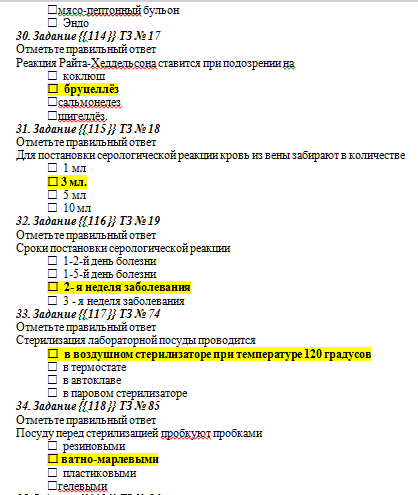 ☐мясо-пептонный бульон
☐ Эндо
30. Задание {{114}} ТЗ № 17
Отметьте правильный ответ
Реакция Райта-Хеддельсона ставится при подозрении на
☐ коклюш
☐ бруцеллёз
☐сальмонелез
☐шигеллёз.
31. Задание {{115}} ТЗ № 18
Отметьте правильный ответ
Для постановки серологической реакции кровь из вены забирают в количестве
☐ 1 мл
☐ 3 мл.
☐ 5 мл
☐ 10 мл
32. Задание {{116}} ТЗ № 19
Отметьте правильный ответ
Сроки постановки серологической реакции
☐ 1-2-й день болезни
☐ 1-5-й день болезни
☐ 2- я неделя заболевания
☐ 3 - я неделя заболевания
33. Задание {{117}} ТЗ № 74
Отметьте правильный ответ
Стерилизация лабораторной посуды проводится
☐ в воздушном стерилизаторе при температуре 120 градусов
☐ в термостате
☐ в автоклаве
☐ в паровом стерилизаторе
34. Задание {{118}} ТЗ № 85
Отметьте правильный ответ
Посуду перед стерилизацией пробкуют пробками
☐ резиновыми
☐ ватно-марлевыми
☐ пластиковыми
☐гелевыми